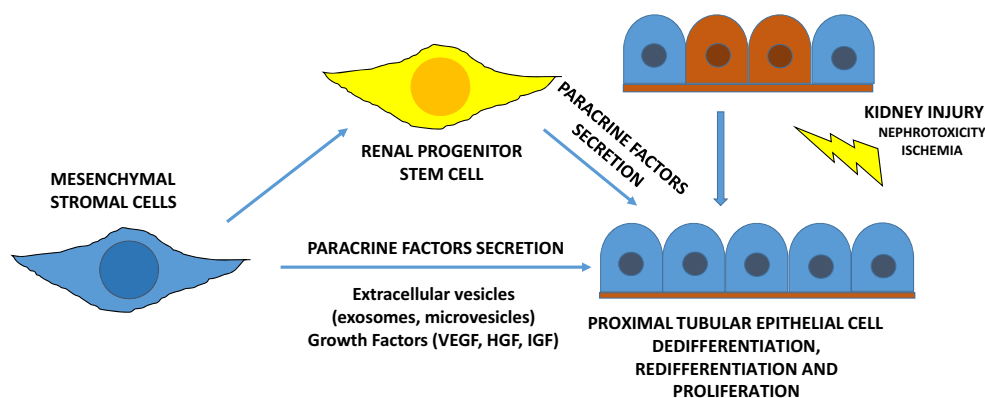 MESENCHYMAL
STROMAL CELLS
RENAL PROGENITOR
STEM CELL
PARACRINE FACTORS
SECRETION
KIDNEY INJURY
NEPHROTOXICITY
ISCHEMIA
PARACRINE FACTORS SECRETION
Extracellular vesicles
(exosomes, microvesicles)
Growth Factors (VEGF, HGF, IGF)
PROXIMAL TUBULAR EPITHELIAL CELL
DEDIFFERENTIATION,
REDIFFERENTIATION AND
PROLIFERATION